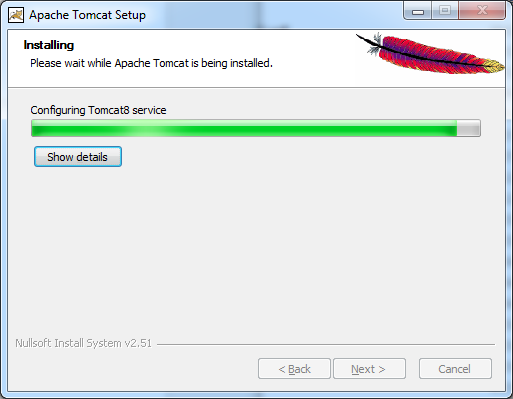 Apache Tomcat Setup
Installing
Please wait while Apache Tomcat is being installed.
Configuring Tomcat8 service
Show details
Nullsoft Install System v2.51
< Back
Next >
Cancel